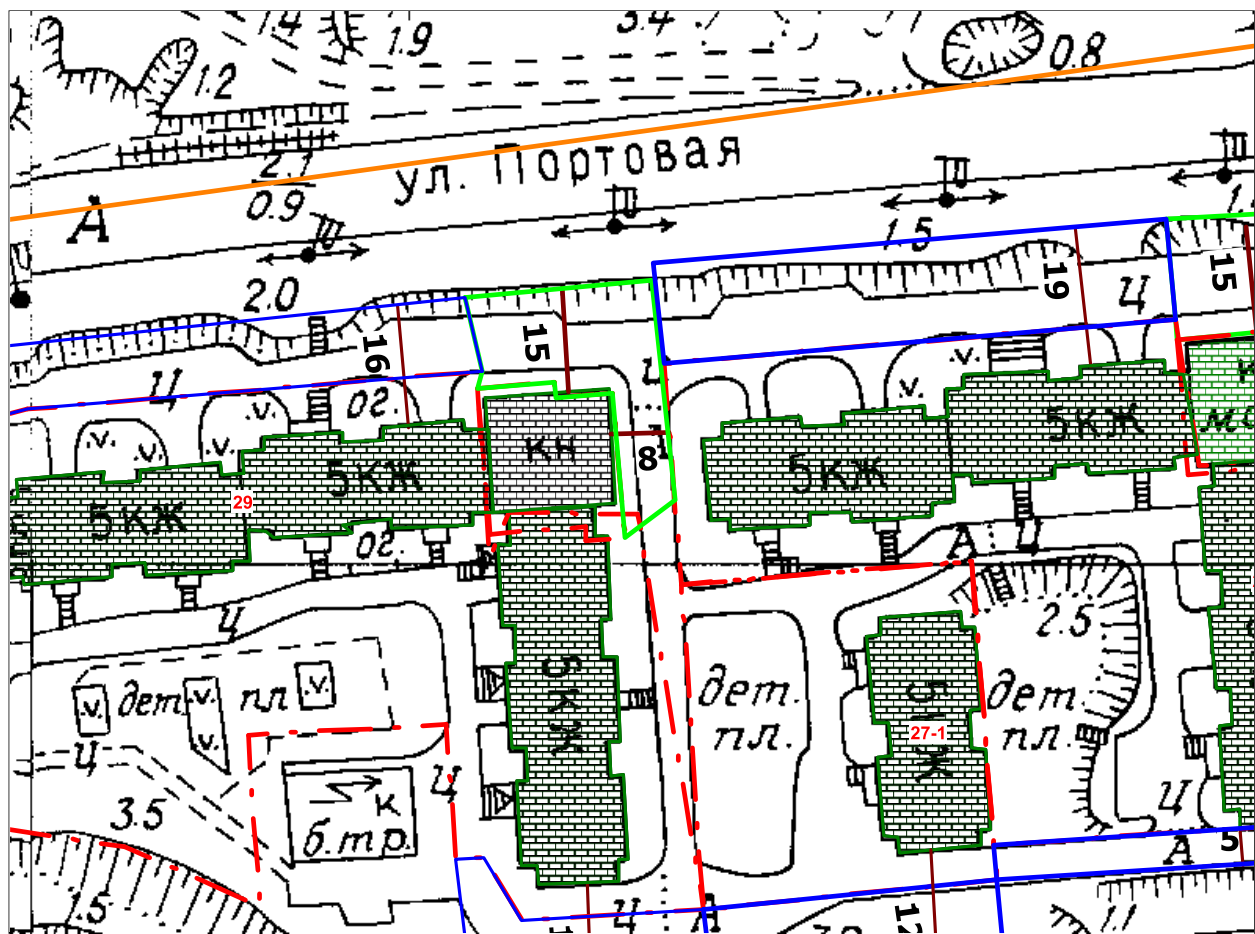 1.4
1.9
3.4
0.8
1.2
ул. Портовая
2.1
0.9
А
1.5
2.0
19
Ц
15
15
16
Ц
ог.
.v.
.v.
.v.
.v.
.v.
кн
8
5КЖ
5КЖ
5КЖ
5КЖ
29
ог.
А
Ц
2.5
дет. пл.
.v.
.v.
.v.
5КЖ
дет.
пл.
5КЖ
27-1
дет.
пл.
Ц
Ц
к
б.тр.
3.5
Ц
А
5
1.5
Ц
А
12
1.1